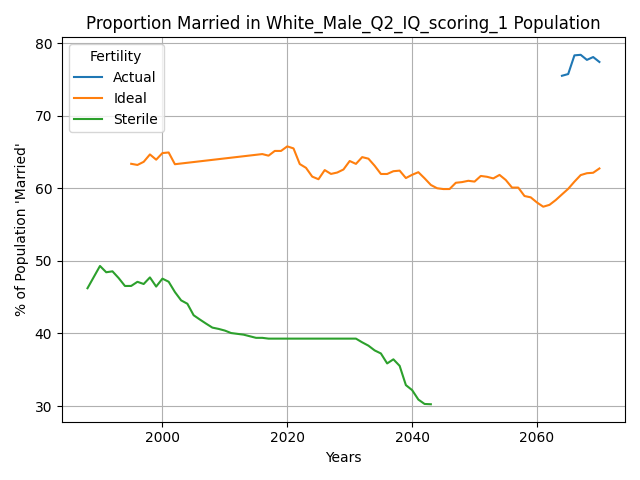 Proportion Married in White_Male_Q2_IQ_scoring_1 Population
Fertility
Actual
Ideal
Sterile
% of Population 'Married'
80
70
60
50
40
30
2000
2020
2040
2060
Years